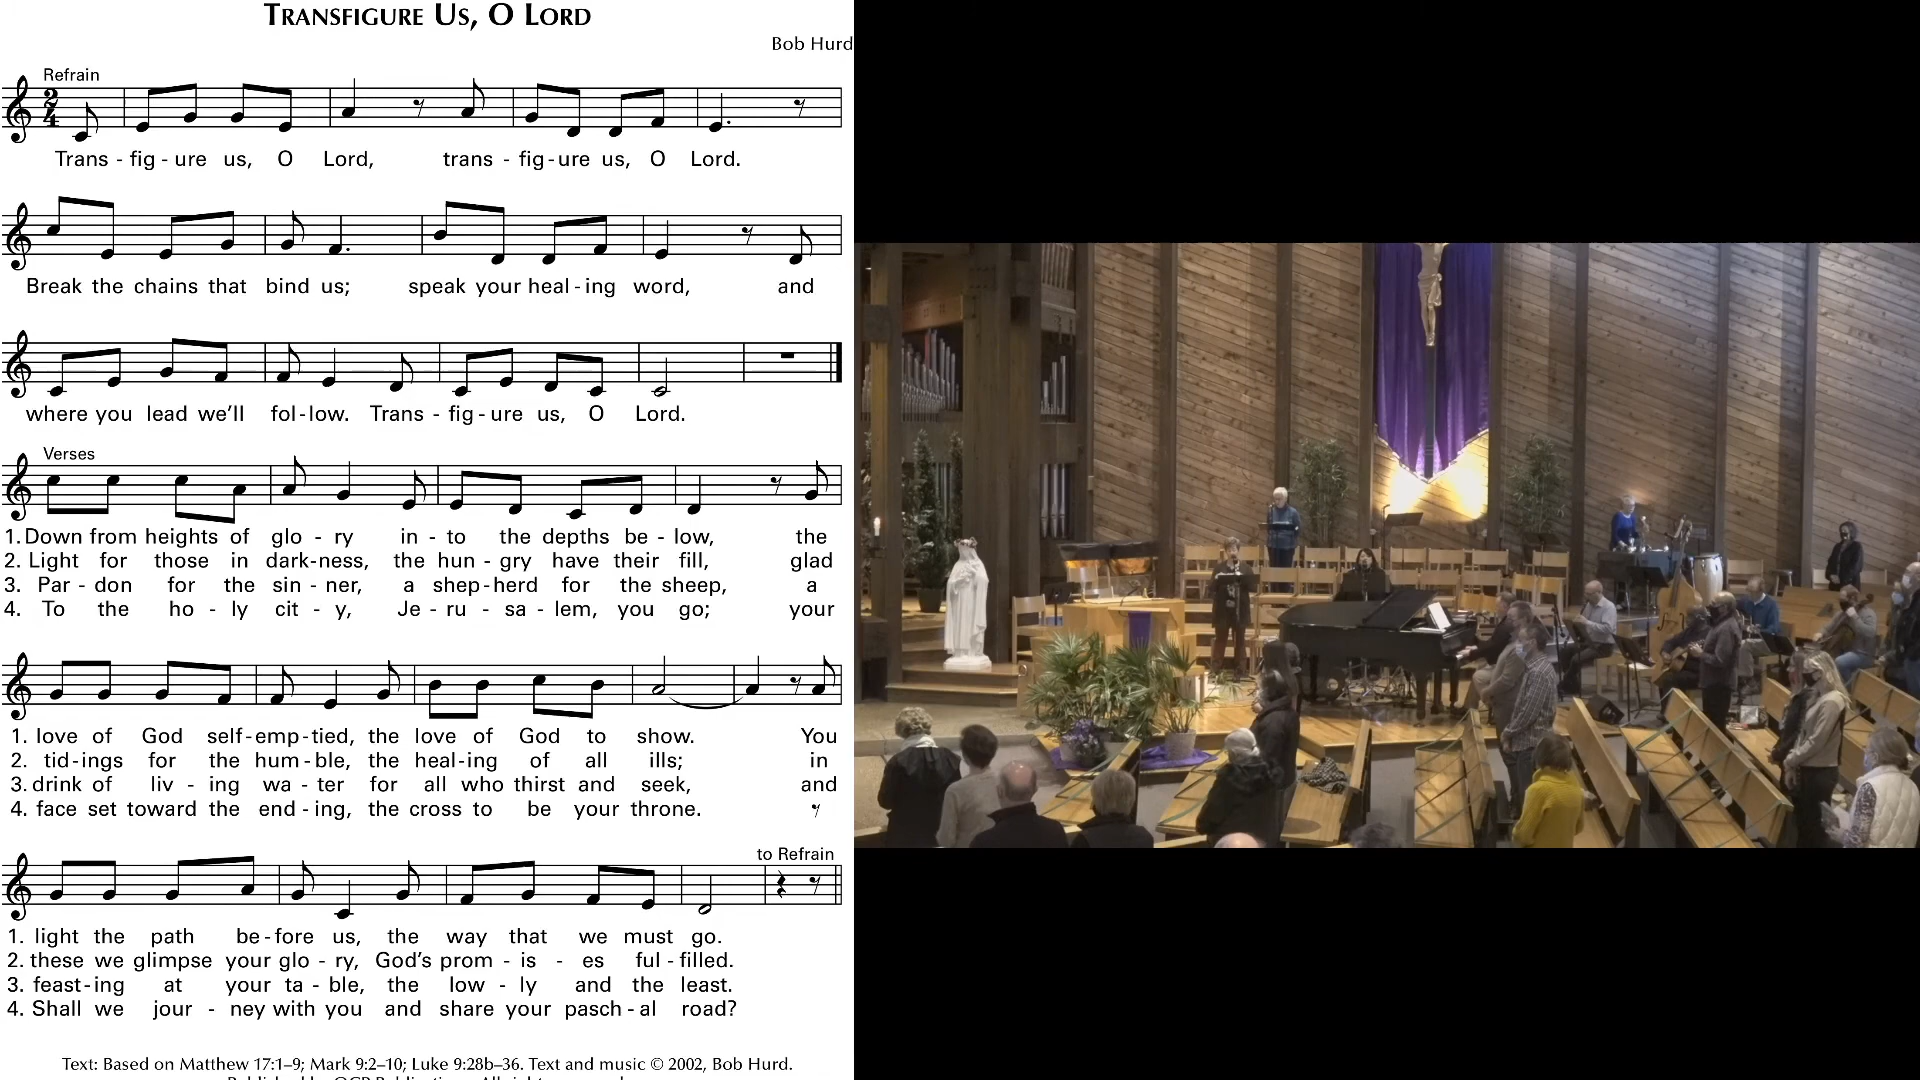 TRANSFIGURE US, O LORD
Bob Hurd
Refrain
Trans - fig - ure us, O Lord, trans - fig - ure us, O Lord.
Break the chains that bind us; speak your heal - ing word, and
where you lead we'll fol - low. Trans - fig - ure us, O Lord.
Verses
1. Down from heights of glo - ry in - to the depths be - low, the
2. Light for those in dark - ness, the hun - gry have their fill, glad
3. Par - don for the sin - ner, a shep - herd for the sheep, a
4. To the ho - ly cit - y, Je - ru - sa - lem, you go; your
1. love of God self - emp - tied, the love of God to show. You
2. tid - ings for the hum - ble, the heal - ing of all ills; in
3. drink of liv - ing wa - ter for all who thirst and seek, and
4. face set toward the end - ing, the cross to be your throne.
to Refrain
1. light the path be - fore us, the way that we must go.
2. these we glimpse your glo - ry, God's prom - is - es ful - filled.
3. feast - ing at your ta - ble, the low - ly and the least.
4. Shall we jour - ney with you and share your pasch - al road?
Text: Based on Matthew 17:1–9; Mark 9:2–10; Luke 9:28b–36. Text and music © 2002, Bob Hurd.